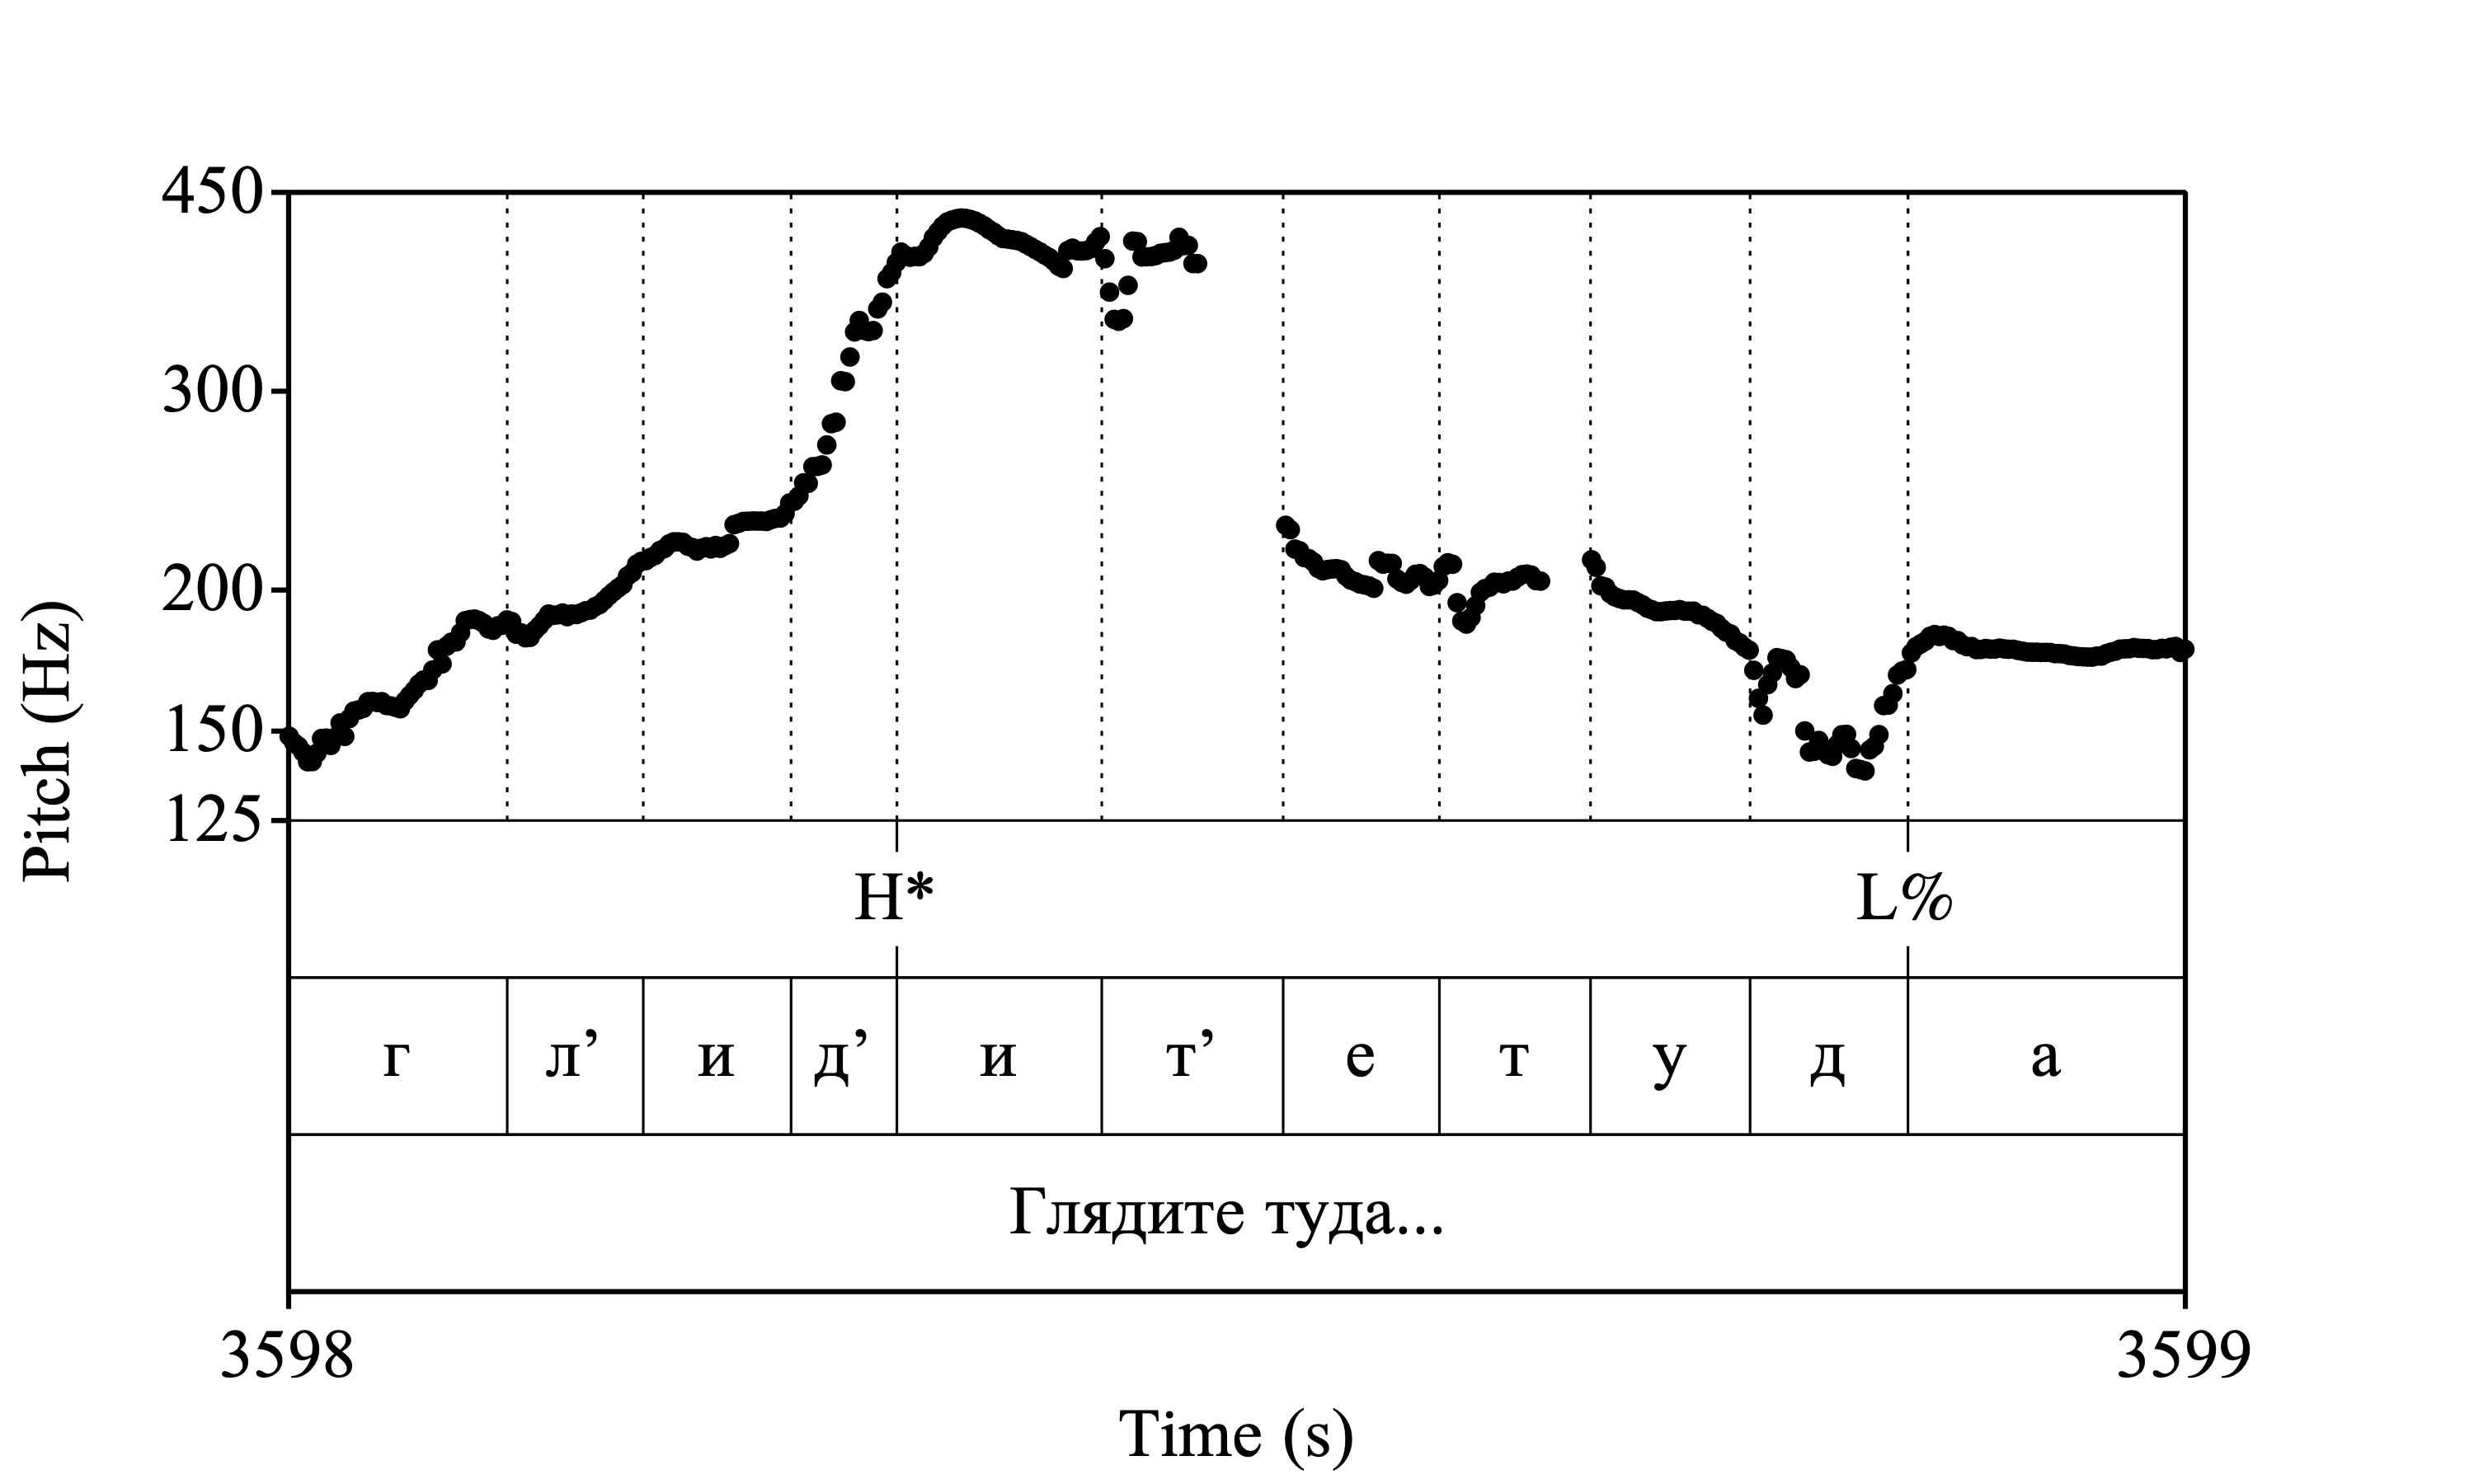 450
300
200
150
125
Pitch (Hz)
H* L%
г л’ и д’ и т’ е т у д а
Глядите туда...
3598 3599
Time (s)